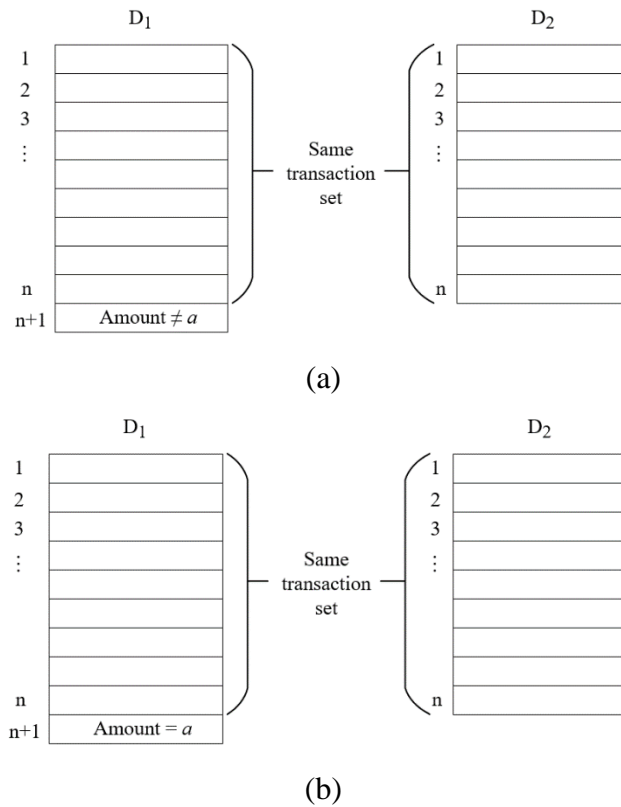 D1 D2
1 1
2 2
3 3
⋮ ⋮
Same
transaction
set
n n
n+1 Amount ≠ a
(a)
D1 D2
1 1
2 2
3 3
⋮ ⋮
Same
transaction
set
n n
n+1 Amount = a
(b)